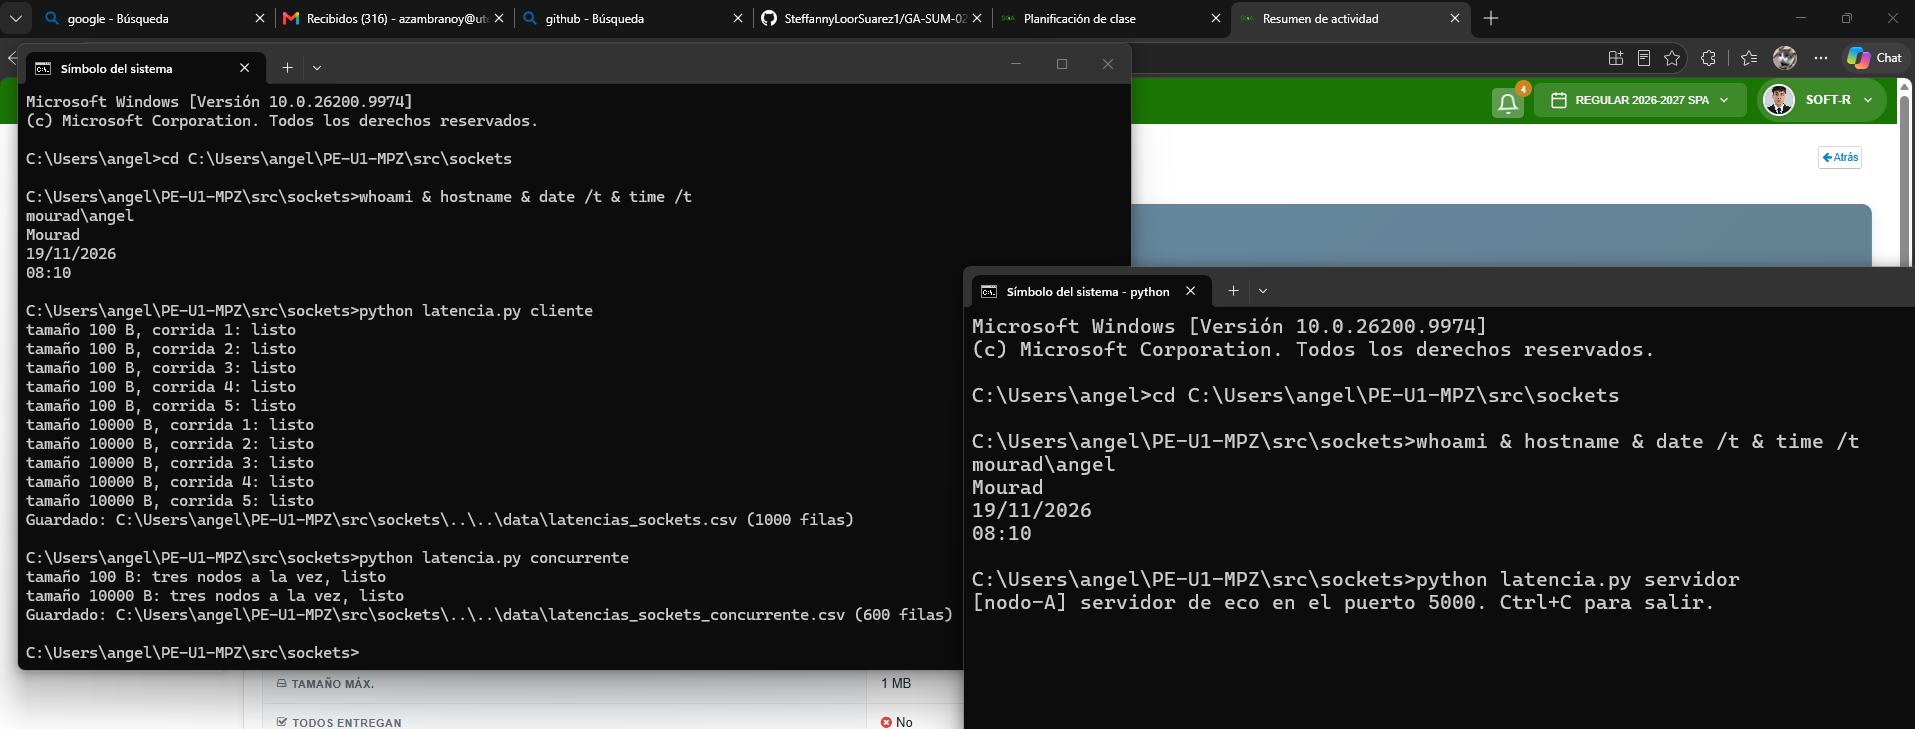 google - Búsqueda
Recibidos (316) - azambranoy@ute
github - Búsqueda
SteffannyLoorSuarez1/GA-SUM-02
Planificación de clase
Resumen de actividad
Chat
4
REGULAR 2026-2027 SPA
SOFT-R
Atrás
Símbolo del sistema
Microsoft Windows [Versión 10.0.26200.9974]
(c) Microsoft Corporation. Todos los derechos reservados.
C:\Users\angel>cd C:\Users\angel\PE-U1-MPZ\src\sockets
C:\Users\angel\PE-U1-MPZ\src\sockets>whoami & hostname & date /t & time /t
mourad\angel
Mourad
19/11/2026
08:10
C:\Users\angel\PE-U1-MPZ\src\sockets>python latencia.py cliente
tamaño 100 B, corrida 1: listo
tamaño 100 B, corrida 2: listo
tamaño 100 B, corrida 3: listo
tamaño 100 B, corrida 4: listo
tamaño 100 B, corrida 5: listo
tamaño 10000 B, corrida 1: listo
tamaño 10000 B, corrida 2: listo
tamaño 10000 B, corrida 3: listo
tamaño 10000 B, corrida 4: listo
tamaño 10000 B, corrida 5: listo
Guardado: C:\Users\angel\PE-U1-MPZ\src\sockets\..\..\data\latencias_sockets.csv (1000 filas)
C:\Users\angel\PE-U1-MPZ\src\sockets>python latencia.py concurrente
tamaño 100 B: tres nodos a la vez, listo
tamaño 10000 B: tres nodos a la vez, listo
Guardado: C:\Users\angel\PE-U1-MPZ\src\sockets\..\..\data\latencias_sockets_concurrente.csv (600 filas)
C:\Users\angel\PE-U1-MPZ\src\sockets>
Símbolo del sistema - python
Microsoft Windows [Versión 10.0.26200.9974]
(c) Microsoft Corporation. Todos los derechos reservados.
C:\Users\angel>cd C:\Users\angel\PE-U1-MPZ\src\sockets
C:\Users\angel\PE-U1-MPZ\src\sockets>whoami & hostname & date /t & time /t
mourad\angel
Mourad
19/11/2026
08:10
C:\Users\angel\PE-U1-MPZ\src\sockets>python latencia.py servidor
[nodo-A] servidor de eco en el puerto 5000. Ctrl+C para salir.
TAMAÑO MÁX.
1 MB
TODOS ENTREGAN
No